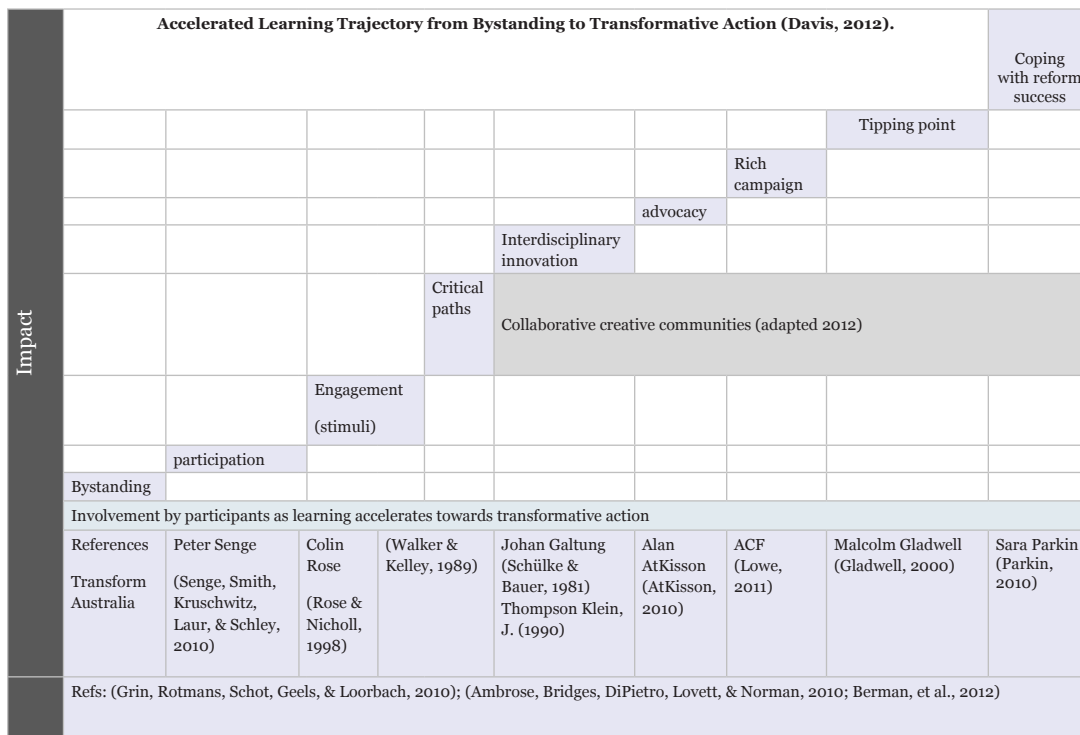 Accelerated Learning Trajectory from Bystanding to Transformative Action (Davis, 2012).
Coping
with reform
success
Tipping point
Rich
campaign
advocacy
Interdisciplinary
innovation
Critical
paths
Collaborative creative communities (adapted 2012)
Impact
Engagement
(stimuli)
participation
Bystanding
Involvement by participants as learning accelerates towards transformative action
References
Transform
Australia
Peter Senge
(Senge, Smith,
Kruschwitz,
Laur, & Schley,
2010)
Colin
Rose
(Rose &
Nicholl,
1998)
(Walker &
Kelley, 1989)
Johan Galtung
(Schülke &
Bauer, 1981)
Thompson Klein,
J. (1990)
Alan
AtKisson
(AtKisson,
2010)
ACF
(Lowe,
2011)
Malcolm Gladwell
(Gladwell, 2000)
Sara Parkin
(Parkin,
2010)
Refs: (Grin, Rotmans, Schot, Geels, & Loorbach, 2010); (Ambrose, Bridges, DiPietro, Lovett, & Norman, 2010; Berman, et al., 2012)